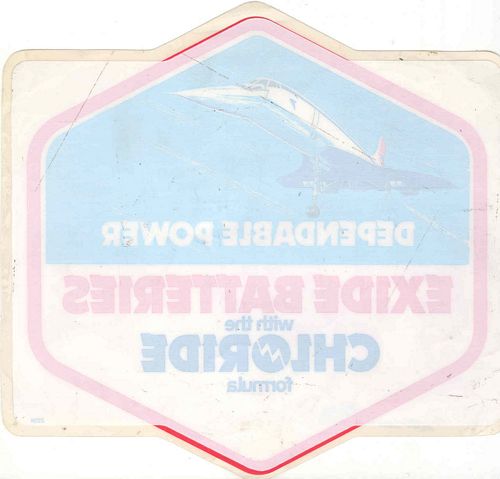 DEPENDABLE POWER
EXIDE BATTERIES
with the
CHLORIDE
formula